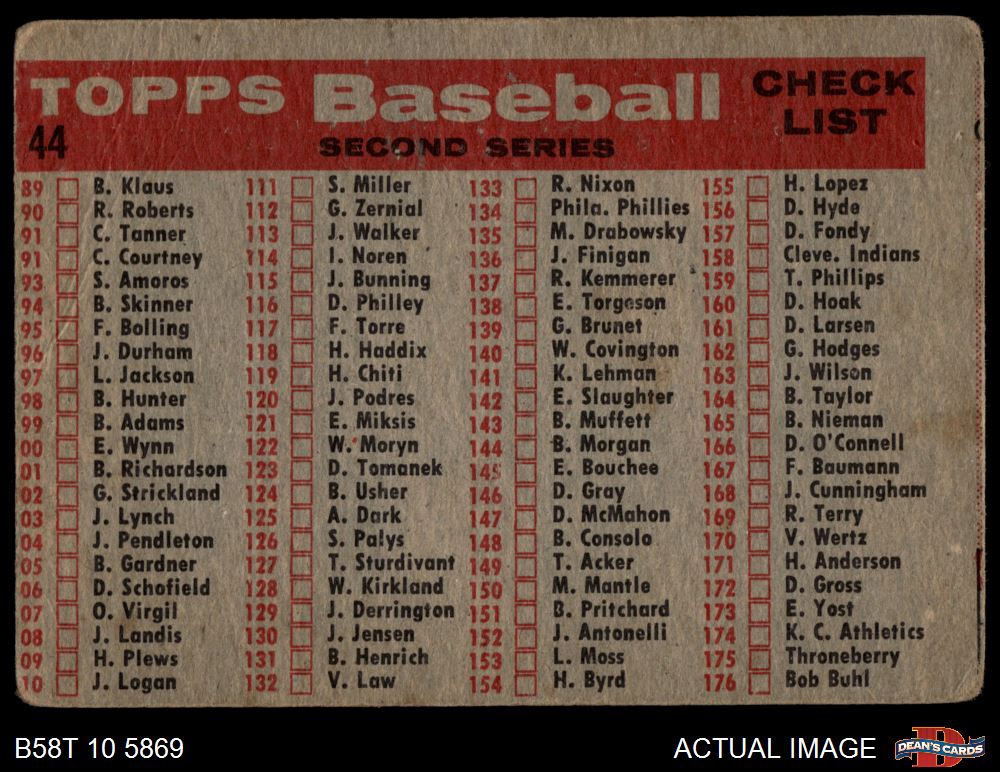 TOPPS Baseball CHECK LIST
44 SECOND SERIES
89 B. Klaus 111 S. Miller 133 R. Nixon 155 H. Lopez
90 R. Roberts 112 G. Zernial 134 Phila. Phillies 156 D. Hyde
91 C. Tanner 113 J. Walker 135 M. Drabowsky 157 D. Fondy
91 C. Courtney 114 I. Noren 136 J. Finigan 158 Cleve. Indians
93 S. Amoros 115 J. Bunning 137 R. Kemmerer 159 T. Phillips
94 B. Skinner 116 D. Philley 138 E. Torgeson 160 D. Hoak
95 F. Bolling 117 F. Torre 139 G. Brunet 161 D. Larsen
96 J. Durham 118 H. Haddix 140 W. Covington 162 G. Hodges
97 L. Jackson 119 H. Chiti 141 K. Lehman 163 J. Wilson
98 B. Hunter 120 J. Podres 142 E. Slaughter 164 B. Taylor
99 B. Adams 121 E. Miksis 143 B. Muffett 165 B. Nieman
00 E. Wynn 122 W. Moryn 144 B. Morgan 166 D. O'Connell
01 B. Richardson 123 D. Tomanek 145 E. Bouchee 167 F. Baumann
02 G. Strickland 124 B. Usher 146 D. Gray 168 J. Cunningham
03 J. Lynch 125 A. Dark 147 D. McMahon 169 R. Terry
04 J. Pendleton 126 S. Palys 148 B. Consolo 170 V. Wertz
05 B. Gardner 127 T. Sturdivant 149 T. Acker 171 H. Anderson
06 D. Schofield 128 W. Kirkland 150 M. Mantle 172 D. Gross
07 O. Virgil 129 J. Derrington 151 B. Pritchard 173 E. Yost
08 J. Landis 130 J. Jensen 152 J. Antonelli 174 K. C. Athletics
09 H. Plews 131 B. Henrich 153 L. Moss 175 Throneberry
10 J. Logan 132 V. Law 154 H. Byrd 176 Bob Buhl
B58T 10 5869 ACTUAL IMAGE DEAN'S CARDS